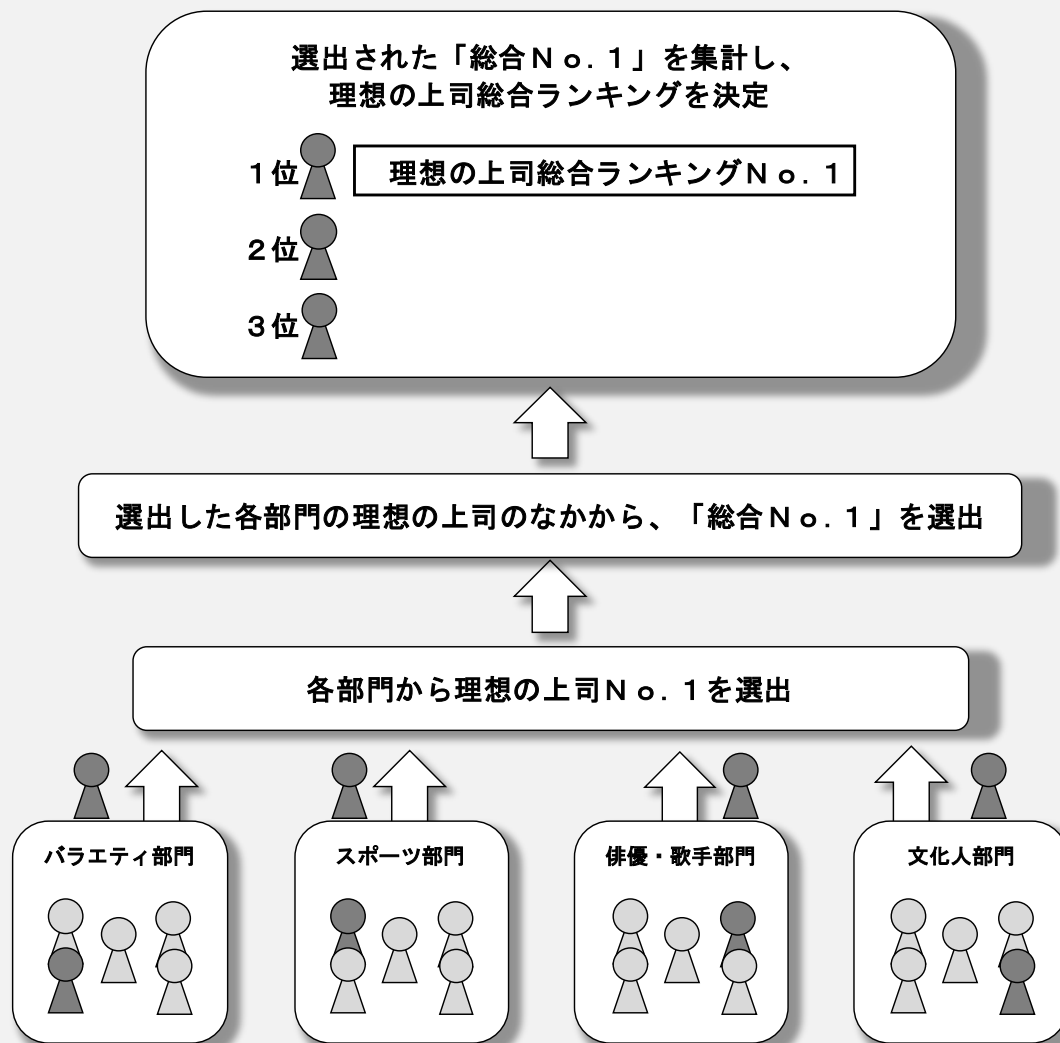 選出された「総合Ｎｏ．１」を集計し、
理想の上司総合ランキングを決定
１位
理想の上司総合ランキングＮｏ．１
２位
３位
選出した各部門の理想の上司のなかから、「総合Ｎｏ．１」を選出
各部門から理想の上司Ｎｏ．１を選出
バラエティ部門
スポーツ部門
俳優・歌手部門
文化人部門